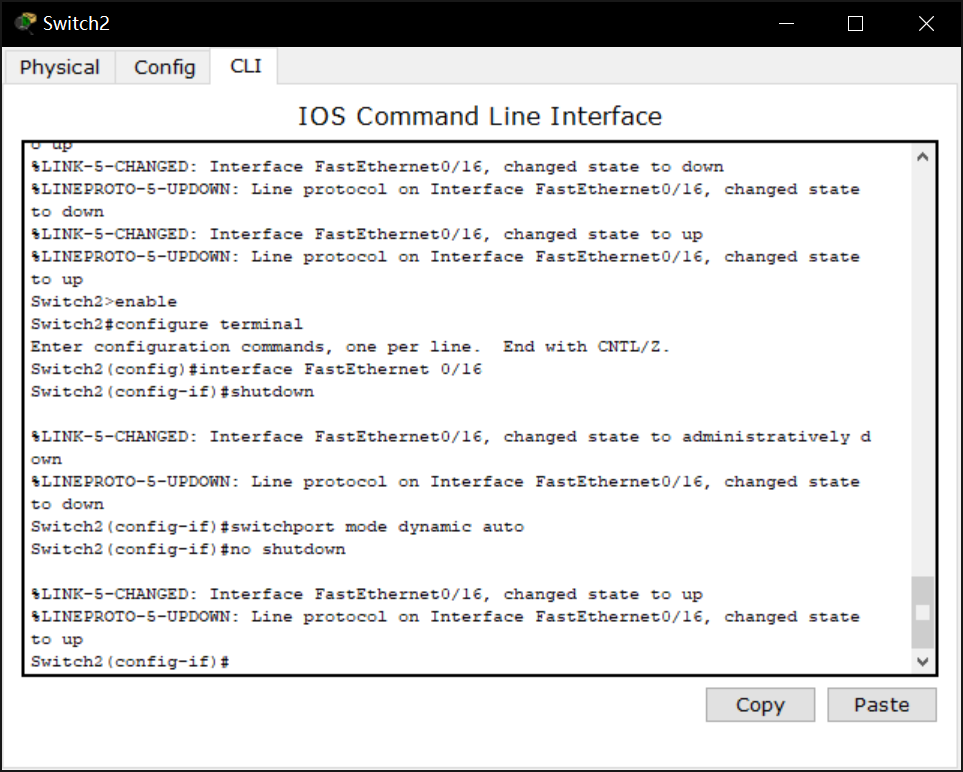 Switch2
Physical Config CLI
IOS Command Line Interface
o up
%LINK-5-CHANGED: Interface FastEthernet0/16, changed state to down
%LINEPROTO-5-UPDOWN: Line protocol on Interface FastEthernet0/16, changed state
to down
%LINK-5-CHANGED: Interface FastEthernet0/16, changed state to up
%LINEPROTO-5-UPDOWN: Line protocol on Interface FastEthernet0/16, changed state
to up
Switch2>enable
Switch2#configure terminal
Enter configuration commands, one per line.  End with CNTL/Z.
Switch2(config)#interface FastEthernet 0/16
Switch2(config-if)#shutdown
%LINK-5-CHANGED: Interface FastEthernet0/16, changed state to administratively d
own
%LINEPROTO-5-UPDOWN: Line protocol on Interface FastEthernet0/16, changed state
to down
Switch2(config-if)#switchport mode dynamic auto
Switch2(config-if)#no shutdown
%LINK-5-CHANGED: Interface FastEthernet0/16, changed state to up
%LINEPROTO-5-UPDOWN: Line protocol on Interface FastEthernet0/16, changed state
to up
Switch2(config-if)#
Copy Paste